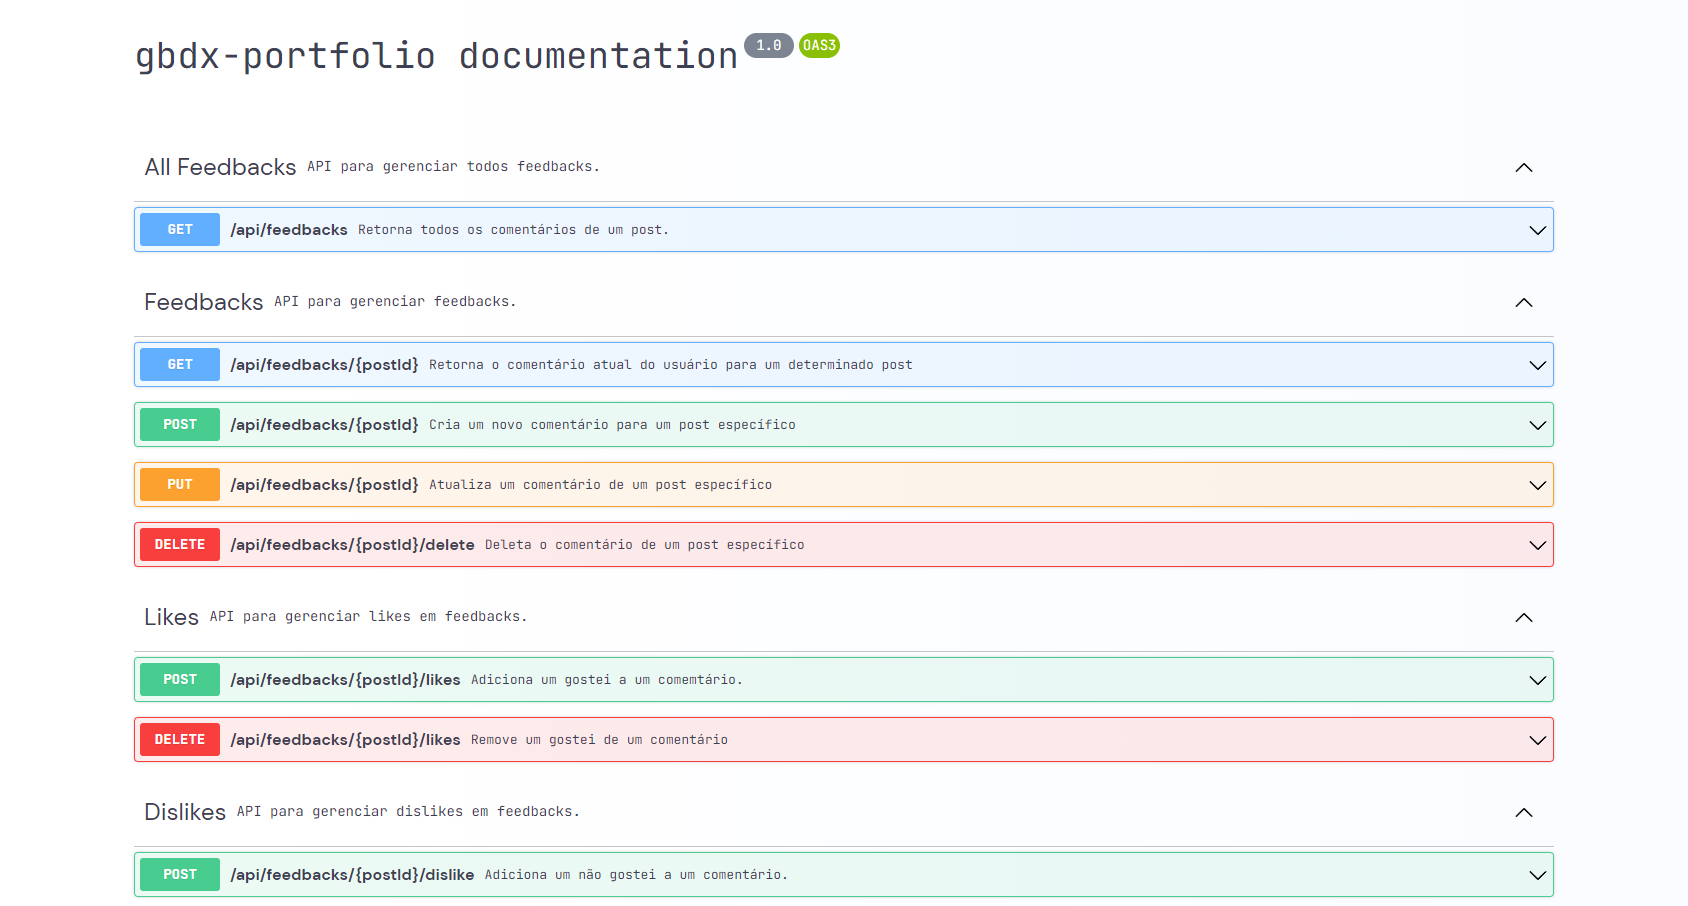 gbdx-portfolio documentation 1.0 OAS3
All Feedbacks API para gerenciar todos feedbacks.
GET /api/feedbacks Retorna todos os comentários de um post.
Feedbacks API para gerenciar feedbacks.
GET /api/feedbacks/{postId} Retorna o comentário atual do usuário para um determinado post
POST /api/feedbacks/{postId} Cria um novo comentário para um post específico
PUT /api/feedbacks/{postId} Atualiza um comentário de um post específico
DELETE /api/feedbacks/{postId}/delete Deleta o comentário de um post específico
Likes API para gerenciar likes em feedbacks.
POST /api/feedbacks/{postId}/likes Adiciona um gostei a um comemtário.
DELETE /api/feedbacks/{postId}/likes Remove um gostei de um comentário
Dislikes API para gerenciar dislikes em feedbacks.
POST /api/feedbacks/{postId}/dislike Adiciona um não gostei a um comentário.